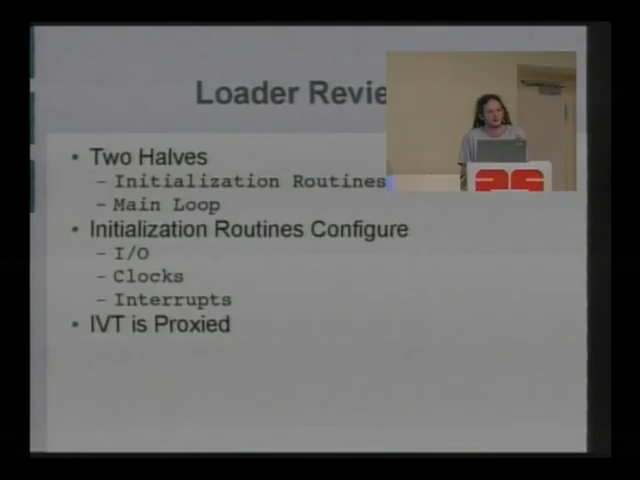 Loader Revie
• Two Halves
– Initialization Routines
– Main Loop
• Initialization Routines Configure
– I/O
– Clocks
– Interrupts
• IVT is Proxied